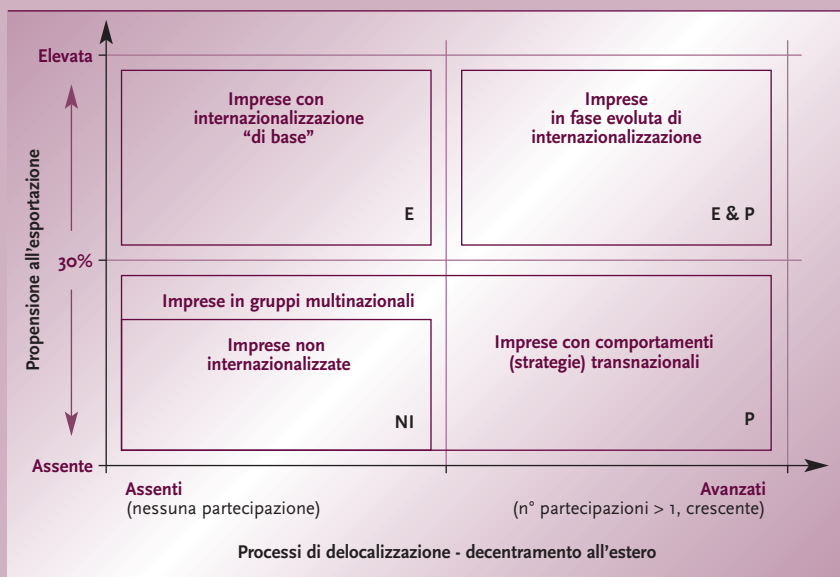 Elevata
Imprese con
internazionalizzazione
“di base”
E
Imprese
in fase evoluta di
internazionalizzazione
E & P
Propensione all'esportazione
30%
Imprese in gruppi multinazionali
Imprese non
internazionalizzate
NI
Imprese con comportamenti
(strategie) transnazionali
P
Assente
Assenti
(nessuna partecipazione)
Avanzati
(n° partecipazioni > 1, crescente)
Processi di delocalizzazione - decentramento all'estero